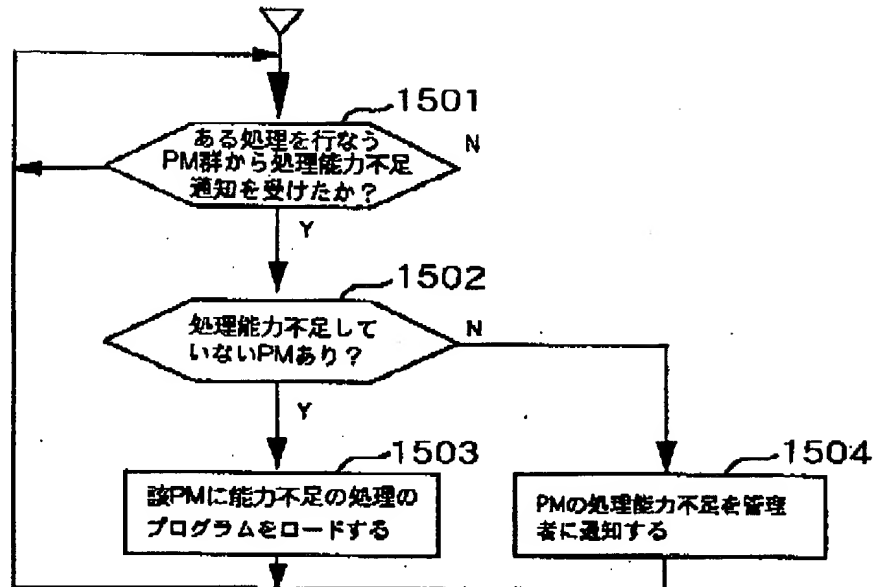 1501
ある処理を行なう
PM群から処理能力不足
通知を受けたか?
N
Y
1502
処理能力不足して
いないPMあり?
N
Y
1503
該PMに能力不足の処理の
プログラムをロードする
1504
PMの処理能力不足を管理
者に通知する